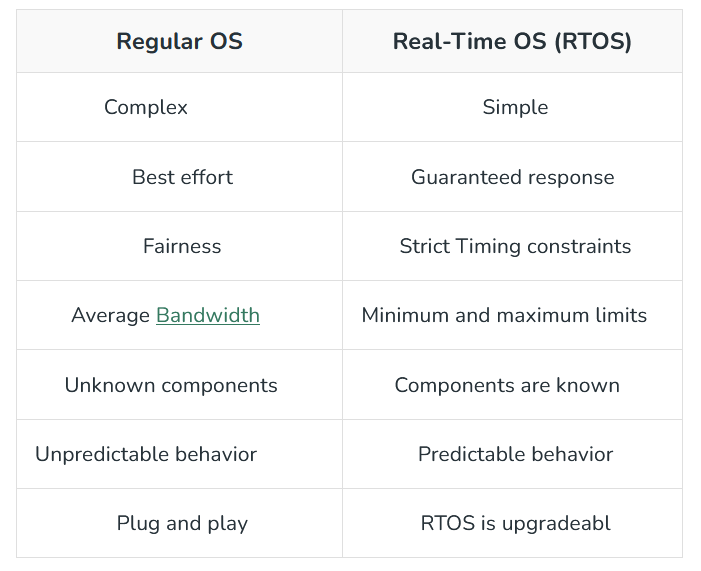 Regular OS Real-Time OS (RTOS)
Complex Simple
Best effort Guaranteed response
Fairness Strict Timing constraints
Average Bandwidth Minimum and maximum limits
Unknown components Components are known
Unpredictable behavior Predictable behavior
Plug and play RTOS is upgradeabl